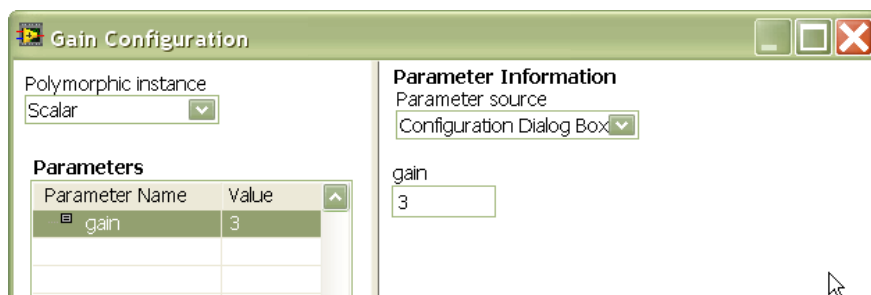 Gain Configuration
Polymorphic instance
Scalar
Parameters
Parameter Name Value
gain 3
Parameter Information
Parameter source
Configuration Dialog Box
gain
3